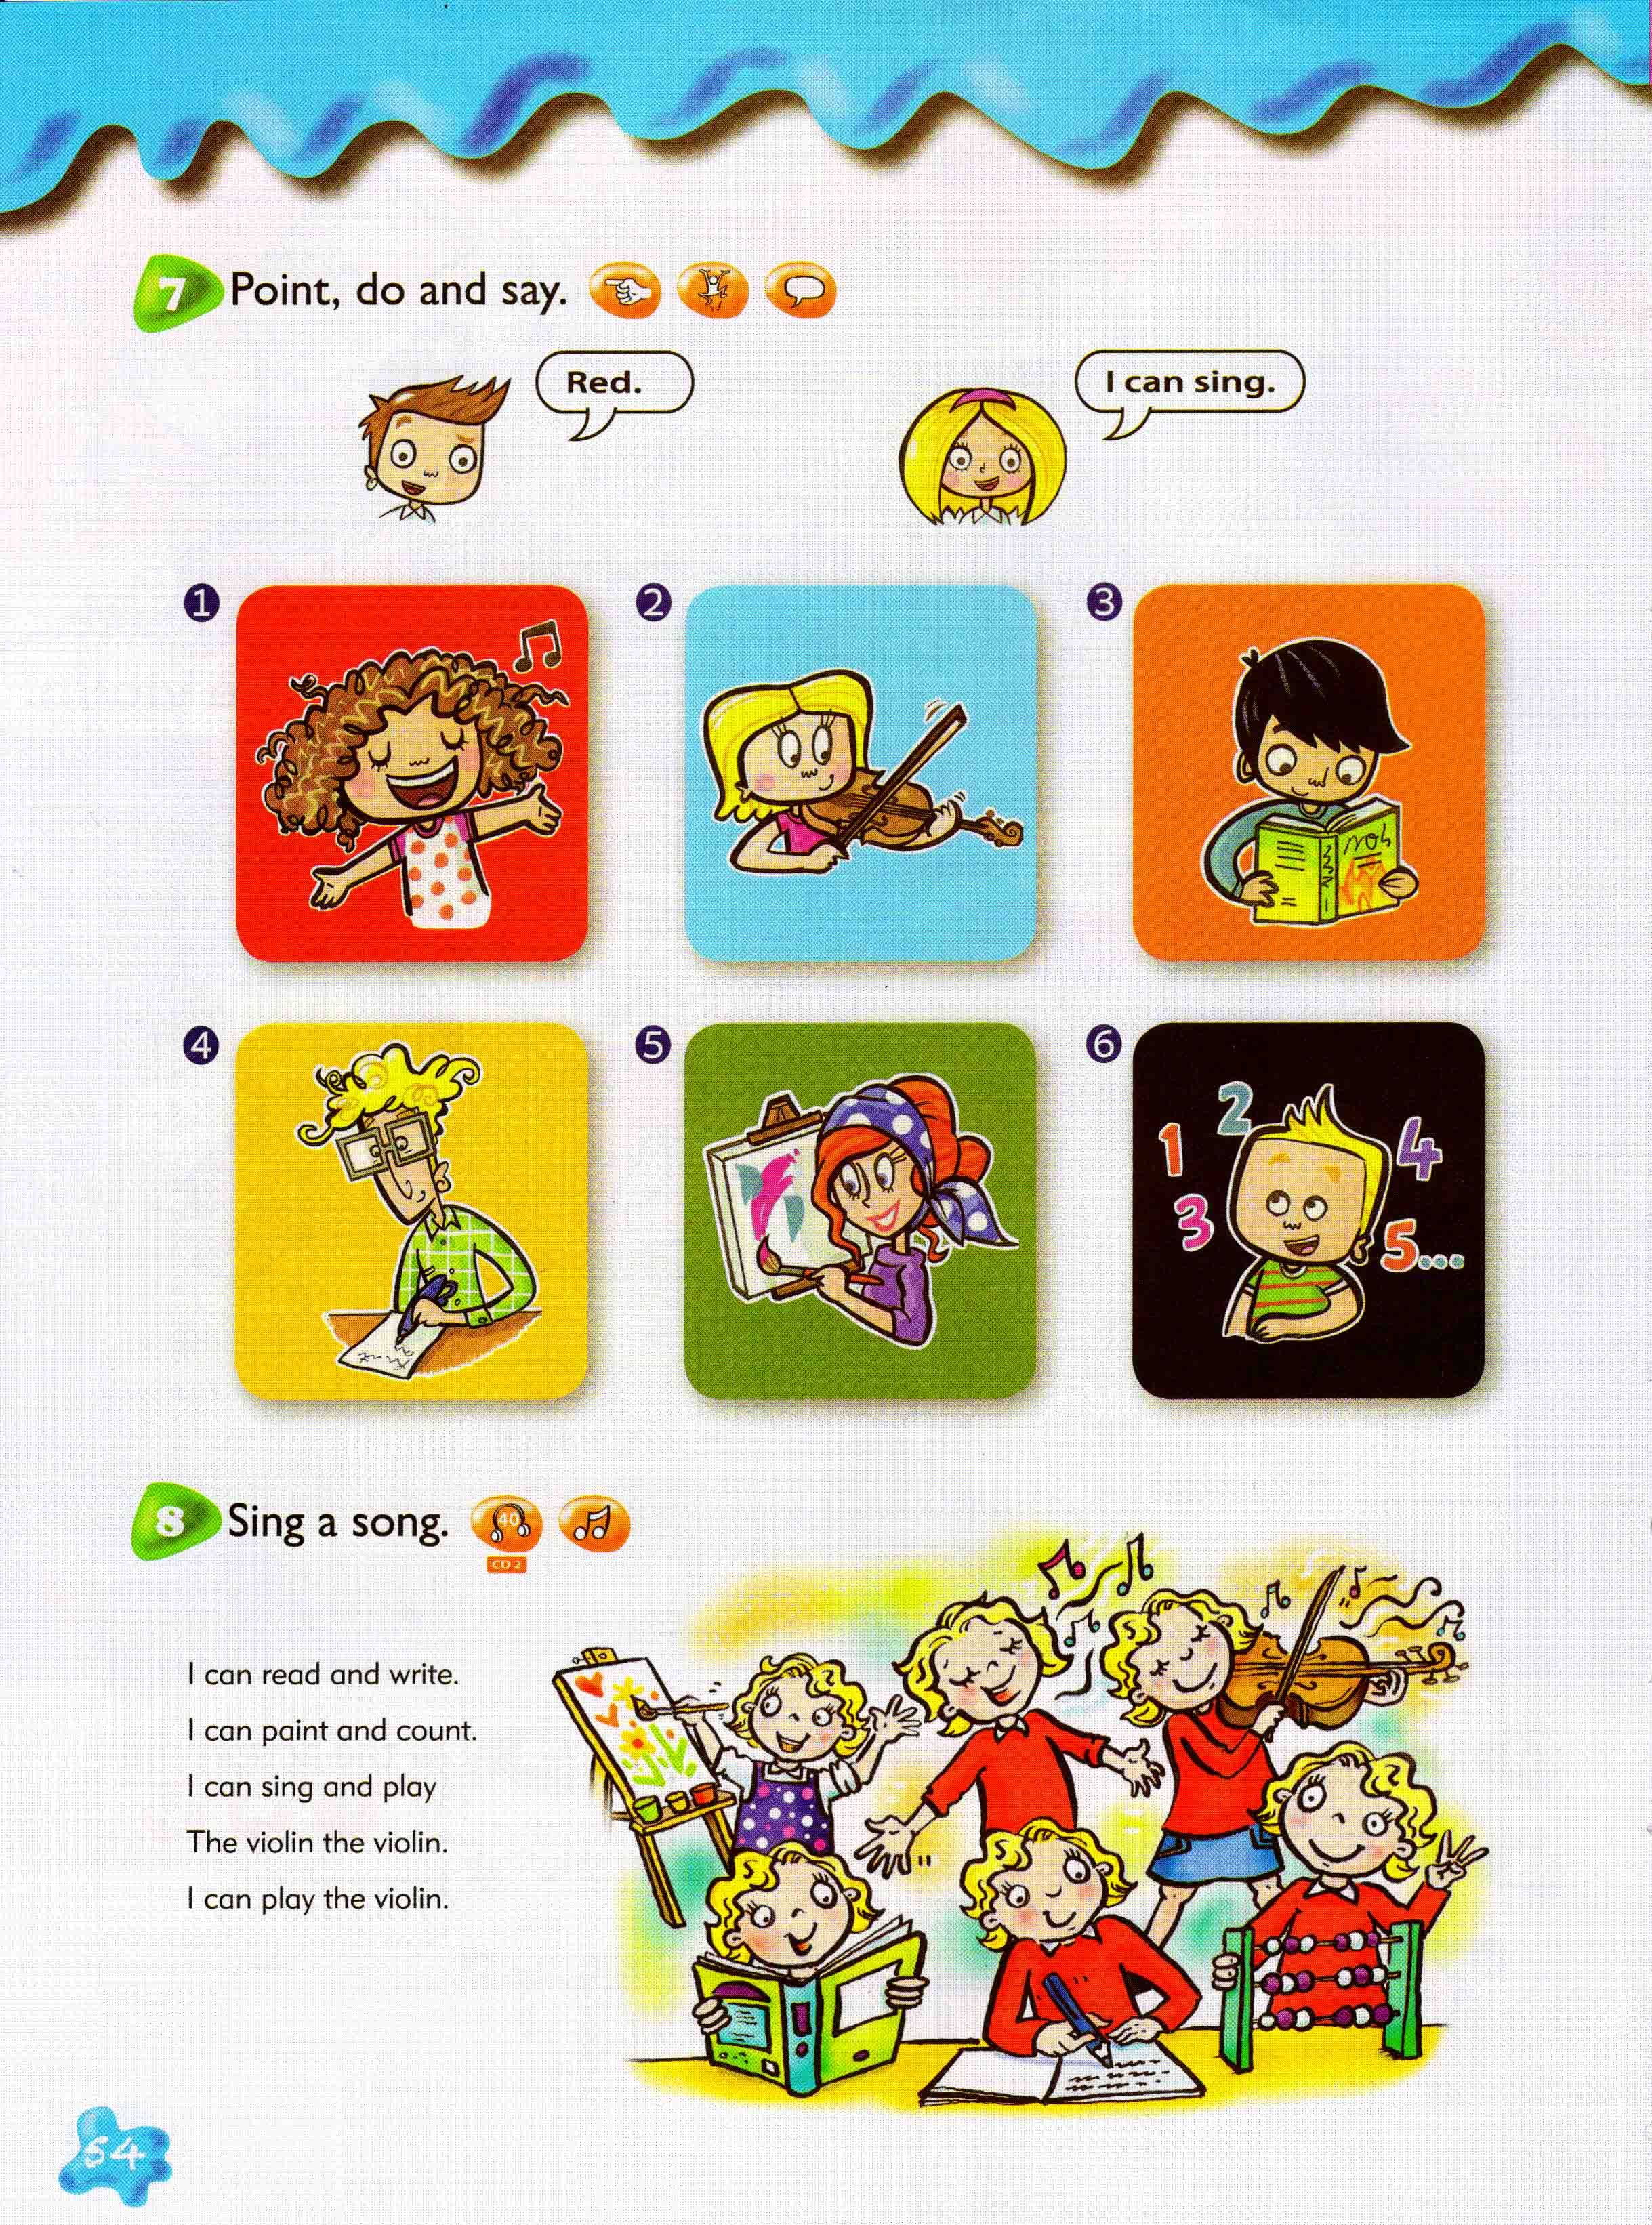 7 Point, do and say.
Red.
I can sing.
1
2
3
4
5
6
1
2
3
4
5...
8 Sing a song.
40
CD 2
I can read and write.
I can paint and count.
I can sing and play
The violin the violin.
I can play the violin.
54